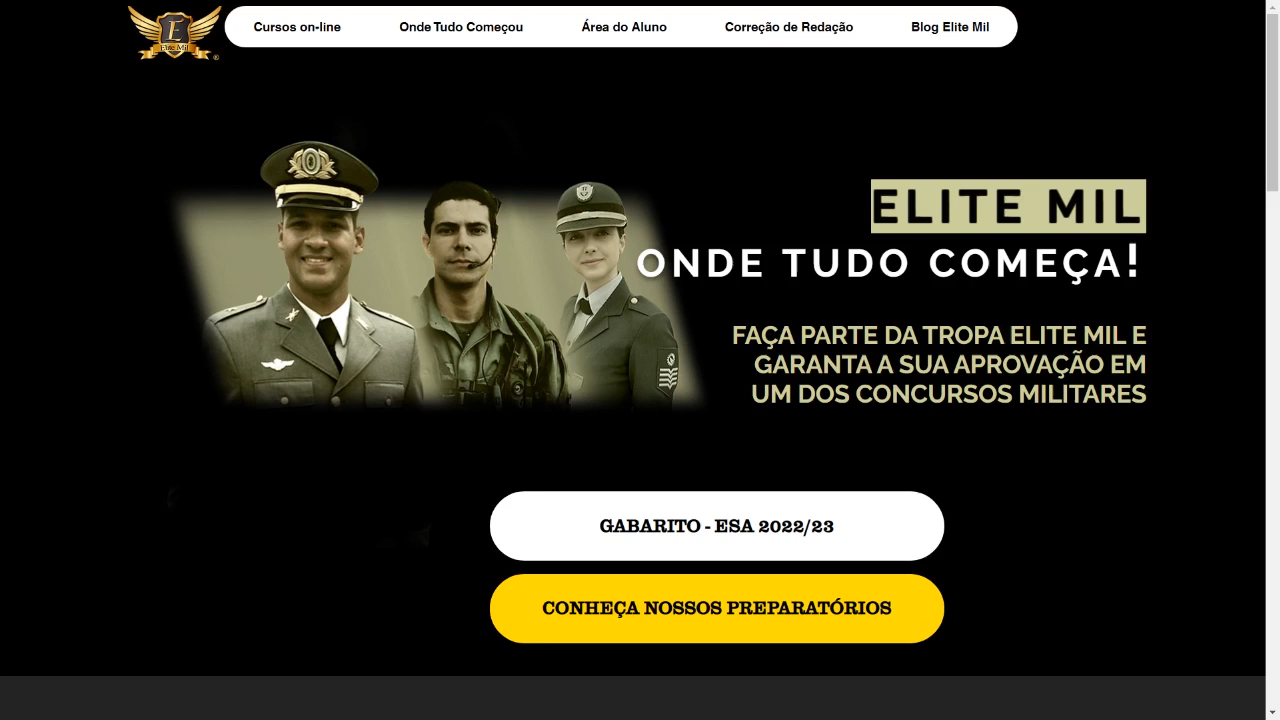 E
Elite Mil
®
Cursos on-line
Onde Tudo Começou
Área do Aluno
Correção de Redação
Blog Elite Mil
ELITE MIL
ONDE TUDO COMEÇA!
FAÇA PARTE DA TROPA ELITE MIL E
GARANTA A SUA APROVAÇÃO EM
UM DOS CONCURSOS MILITARES
GABARITO - ESA 2022/23
CONHEÇA NOSSOS PREPARATÓRIOS